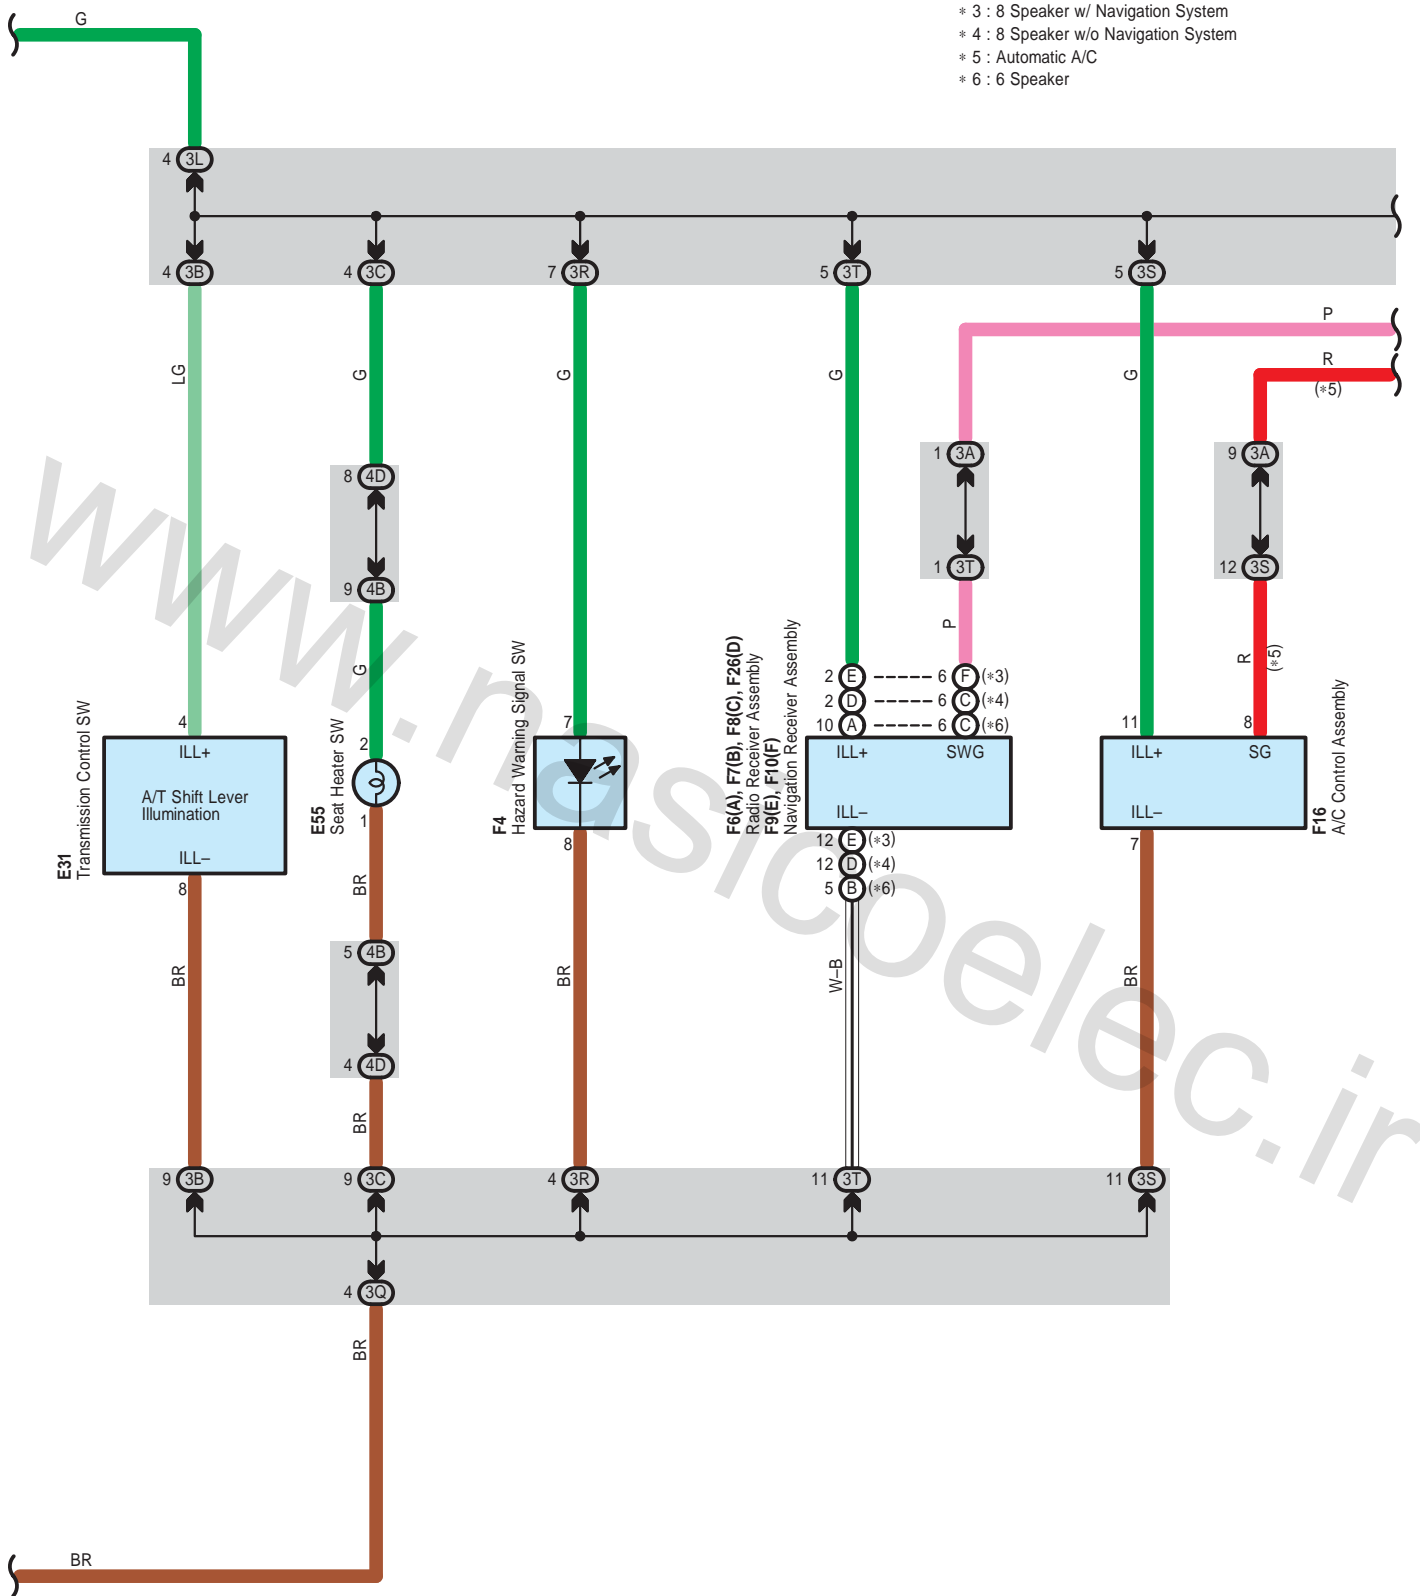 G
* 3 : 8 Speaker w/ Navigation System
* 4 : 8 Speaker w/o Navigation System
* 5 : Automatic A/C
* 6 : 6 Speaker
4 3L
4 3B
4 3C
7 3R
5 3T
5 3S
P
R
(*5)
LG
G
G
G
G
1 3A
9 3A
8 4D
9 4B
1 3T
12 3S
P
R
(*5)
G
E31
Transmission Control SW
4
ILL+
A/T Shift Lever
Illumination
ILL–
8
E55
Seat Heater SW
2
1
F4
Hazard Warning Signal SW
7
8
F6(A), F7(B), F8(C), F26(D)
Radio Receiver Assembly
F9(E), F10(F)
Navigation Receiver Assembly
2 E 6 F (*3)
2 D 6 C (*4)
10 A 6 C (*6)
ILL+ SWG
ILL–
12 E (*3)
12 D (*4)
5 B (*6)
11 8
ILL+ SG
ILL–
7
F16
A/C Control Assembly
BR
BR
BR
W–B
BR
5 4B
4 4D
BR
9 3B
9 3C
4 3R
11 3T
11 3S
4 3Q
BR
BR
www.nasicoelec.ir